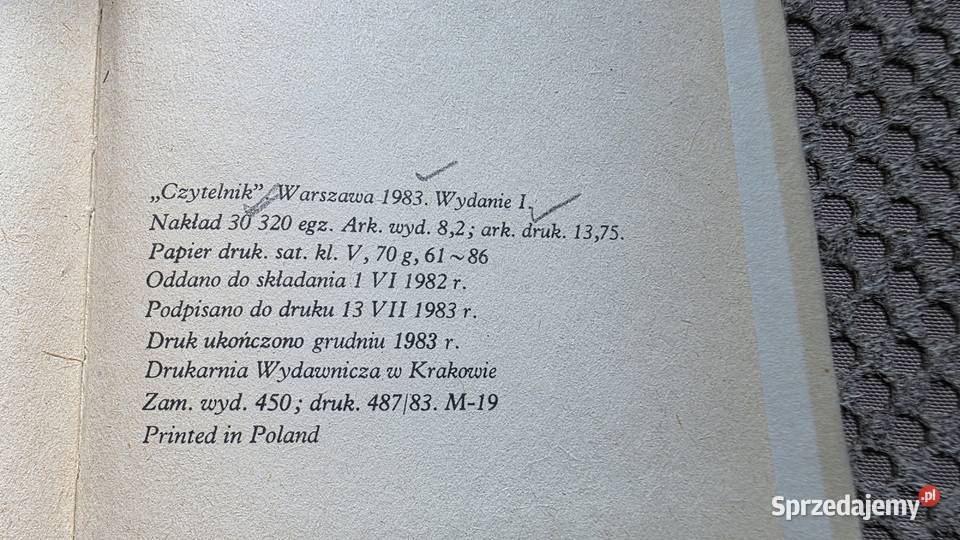 „Czytelnik”. Warszawa 1983. Wydanie I.
Nakład 30 320 egz. Ark. wyd. 8,2; ark. druk. 13,75.
Papier druk. sat. kl. V, 70 g, 61~86
Oddano do składania 1 VI 1982 r.
Podpisano do druku 13 VII 1983 r.
Druk ukończono grudniu 1983 r.
Drukarnia Wydawnicza w Krakowie
Zam. wyd. 450; druk. 487/83. M-19
Printed in Poland
Sprzedajemy.pl